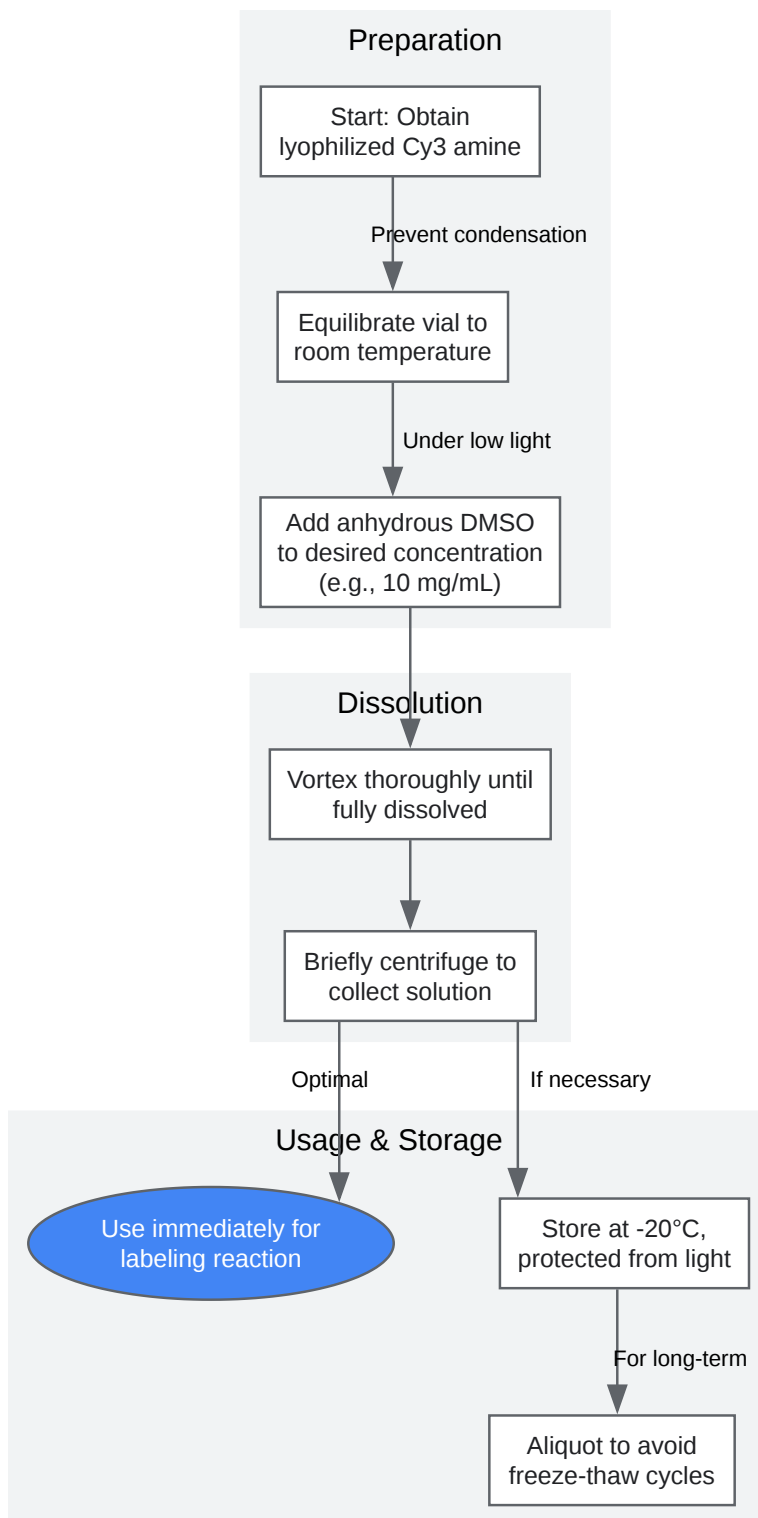 Preparation
Start: Obtain
lyophilized Cy3 amine
Prevent condensation
Equilibrate vial to
room temperature
Under low light
Add anhydrous DMSO
to desired concentration
(e.g., 10 mg/mL)
Dissolution
Vortex thoroughly until
fully dissolved
Briefly centrifuge to
collect solution
Optimal
If necessary
Usage & Storage
Use immediately for
labeling reaction
Store at -20°C,
protected from light
For long-term
Aliquot to avoid
freeze-thaw cycles